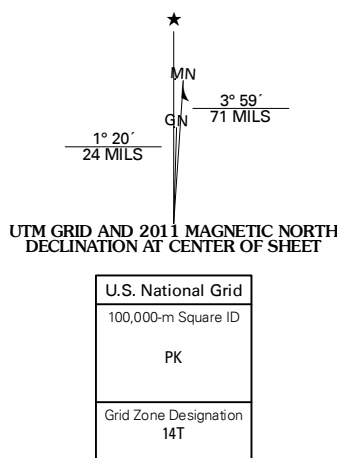 MN
GN
3° 59´
71 MILS
1° 20´
24 MILS
UTM GRID AND 2011 MAGNETIC NORTH
DECLINATION AT CENTER OF SHEET
U.S. National Grid
100,000-m Square ID
PK
Grid Zone Designation
14T